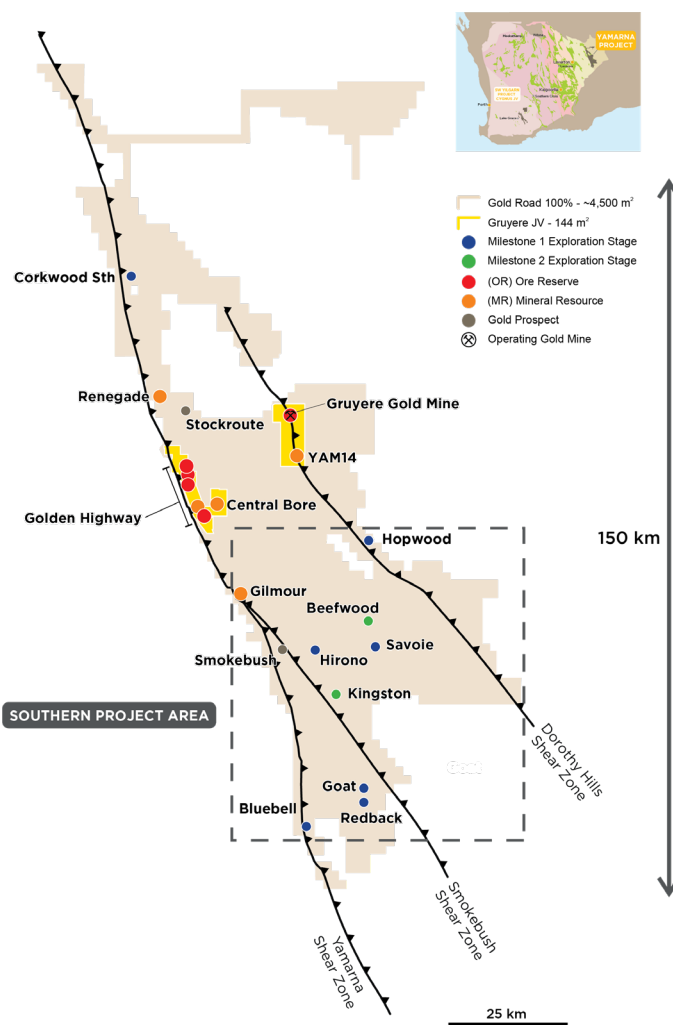 YAMARNA
PROJECT
Laverton
Kalgoorlie
Perth
Gold Road 100% - ~4,500 m²
Gruyere JV - 144 m²
Milestone 1 Exploration Stage
Milestone 2 Exploration Stage
(OR) Ore Reserve
(MR) Mineral Resource
Gold Prospect
Operating Gold Mine
Corkwood Sth
Renegade
Stockroute
Gruyere Gold Mine
YAM14
Central Bore
Golden Highway
150 km
Hopwood
Gilmour
Beefwood
Savoie
Smokebush
Hirono
Kingston
SOUTHERN PROJECT AREA
Dorothy Hills
Shear Zone
Goat
Redback
Bluebell
Smokebush
Shear Zone
Yamarna
Shear Zone
25 km